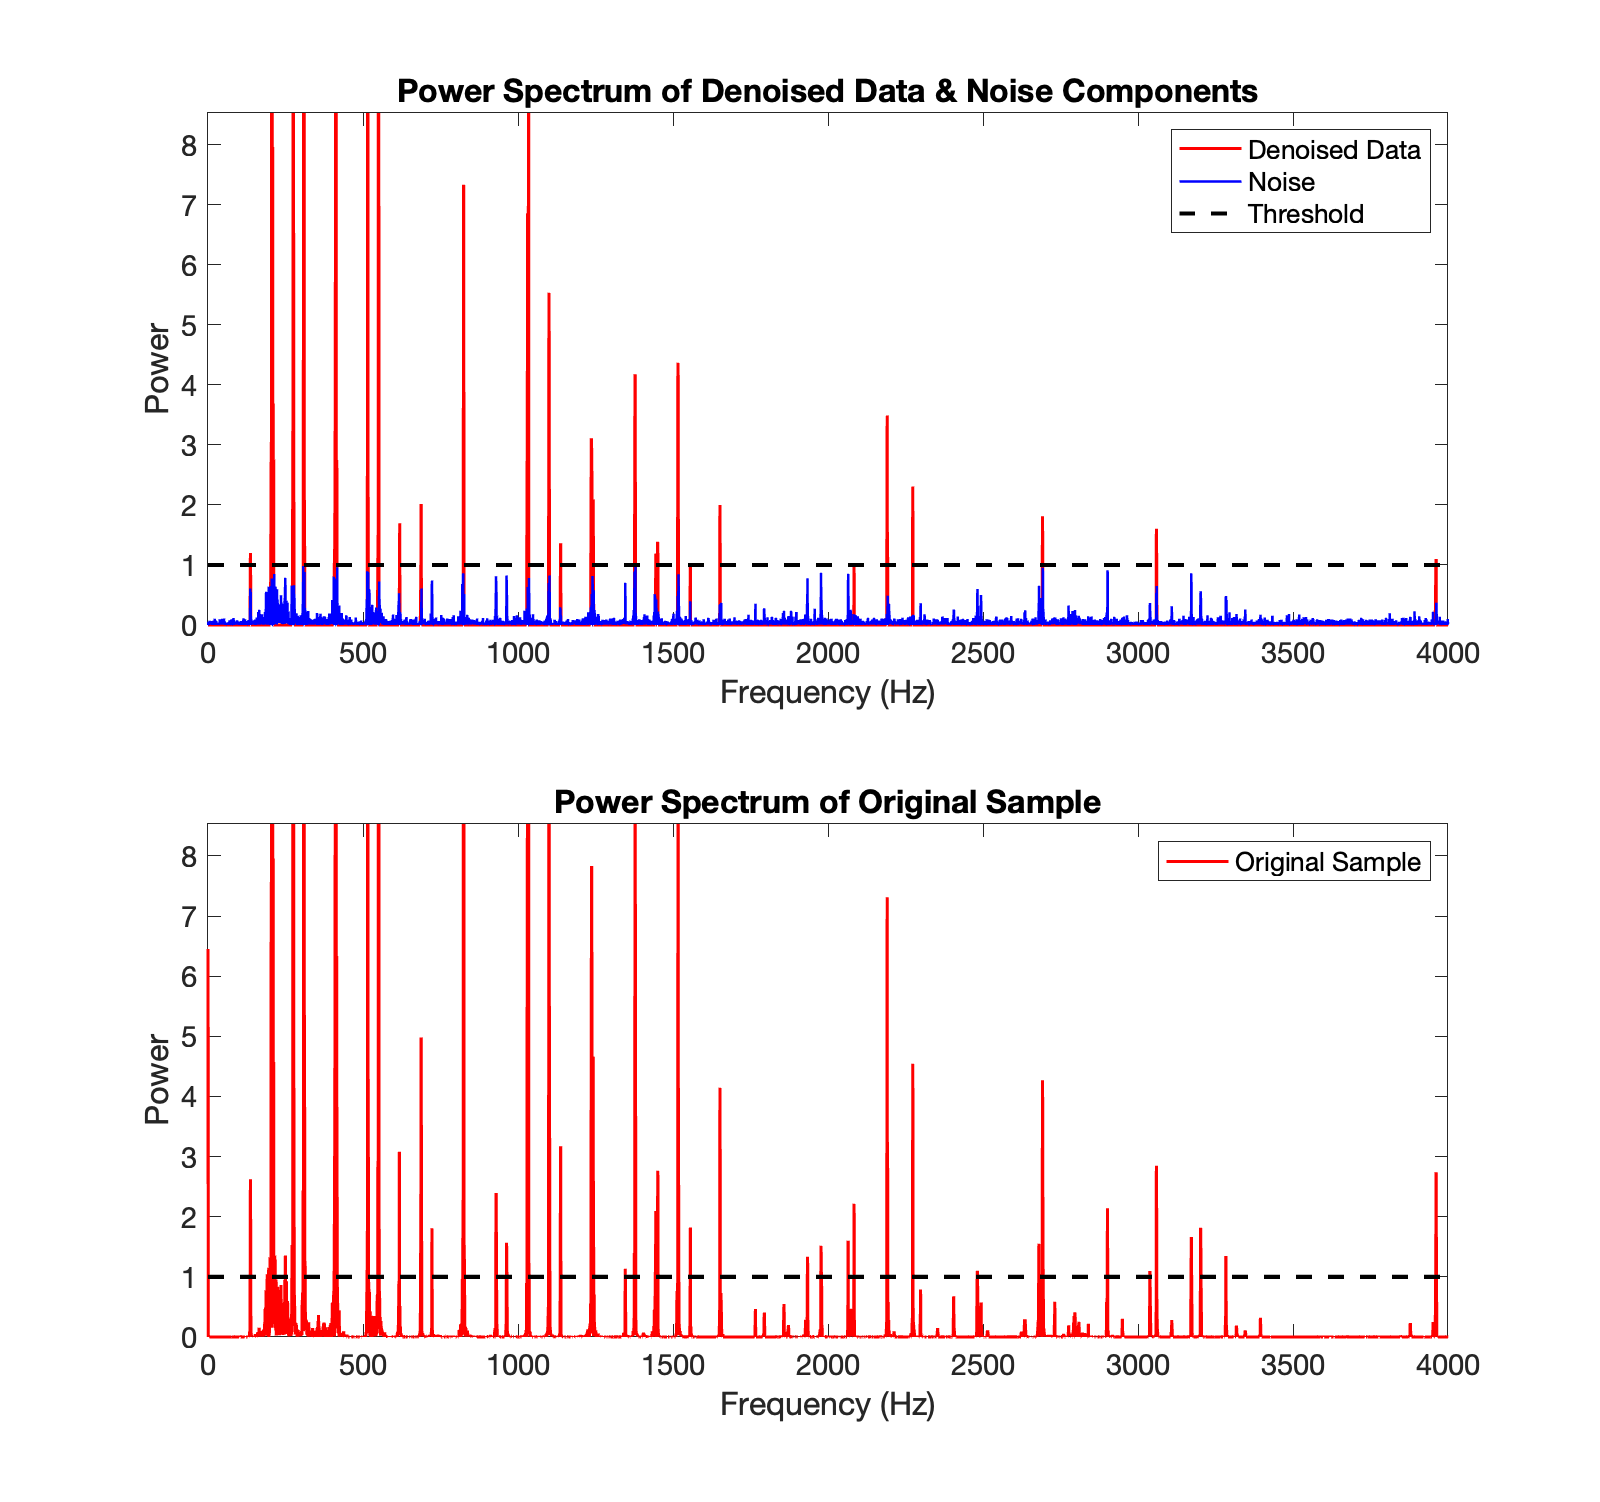 Power Spectrum of Denoised Data & Noise Components
Denoised Data
Noise
Threshold
Power
8
7
6
5
4
3
2
1
0
0 500 1000 1500 2000 2500 3000 3500 4000
Frequency (Hz)
Power Spectrum of Original Sample
Original Sample
Power
8
7
6
5
4
3
2
1
0
0 500 1000 1500 2000 2500 3000 3500 4000
Frequency (Hz)